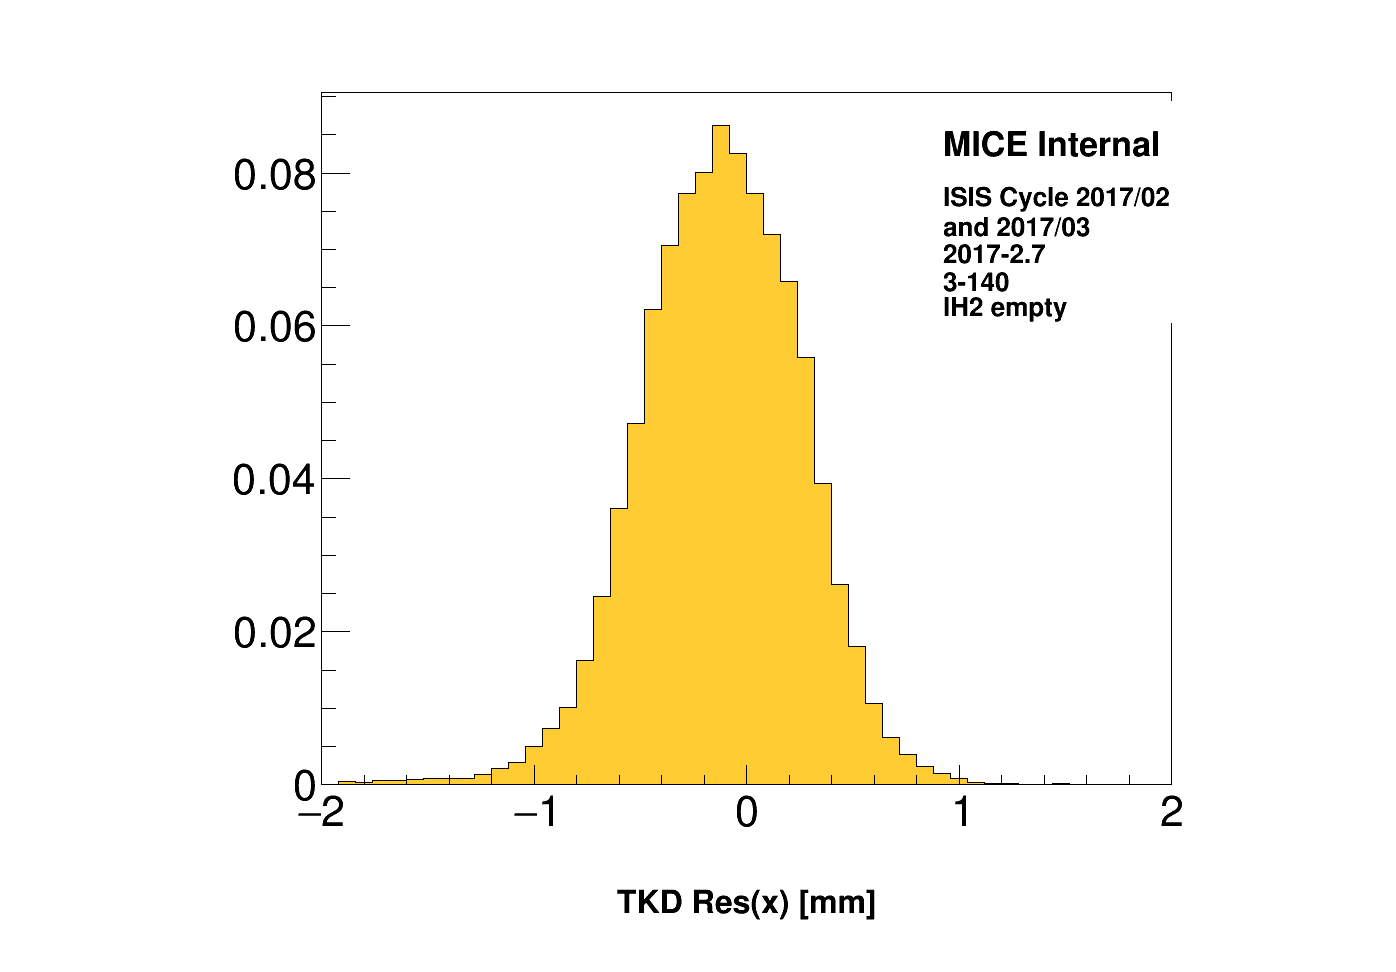 MICE Internal
ISIS Cycle 2017/02
and 2017/03
2017-2.7
3-140
lH2 empty
0.08
0.06
0.04
0.02
0
−2 −1 0 1 2
TKD Res(x) [mm]